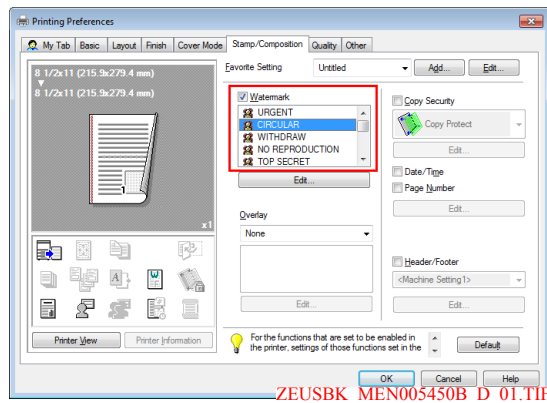 Printing Preferences
My Tab Basic Layout Finish Cover Mode Stamp/Composition Quality Other
8 1/2x11 (215.9x279.4 mm)
8 1/2x11 (215.9x279.4 mm)
1
x1
Printer View Printer Information
Favorite Setting Untitled Add... Edit...
Watermark
URGENT
CIRCULAR
WITHDRAW
NO REPRODUCTION
TOP SECRET
Edit...
Overlay
None
Edit...
Copy Security
Copy Protect
Edit...
Date/Time
Page Number
Edit...
Header/Footer
<Machine Setting1>
Edit...
For the functions that are set to be enabled in
the printer, settings of those functions set in the
Default
OK Cancel Help
ZEUSBK_MEN005450B_D_01.TIF